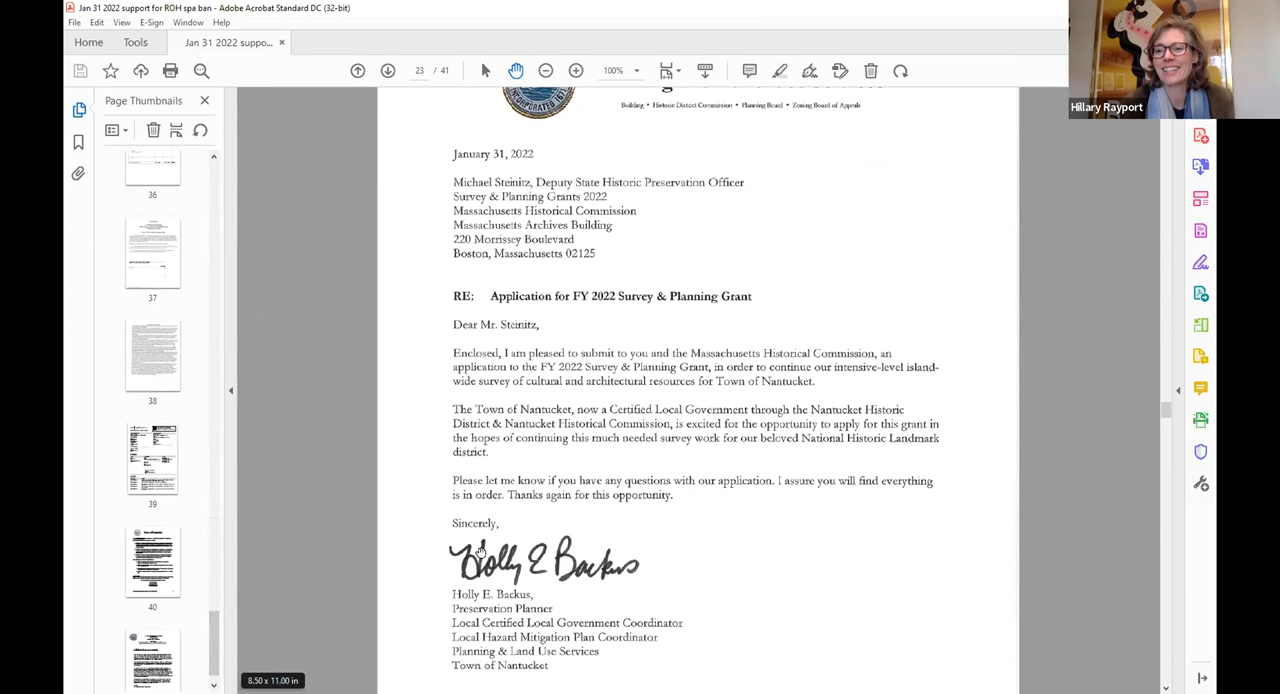 Jan 31 2022 support for ROH spa ban - Adobe Acrobat Standard DC (32-bit)
File Edit View E-Sign Window Help
Home Tools Jan 31 2022 suppo... ×
23 / 41 100%
Hillary Rayport
Page Thumbnails ×
36
37
38
39
40
INCORPORATED 1671
Building • Historic District Commission • Planning Board • Zoning Board of Appeals
January 31, 2022
Michael Steinitz, Deputy State Historic Preservation Officer
Survey & Planning Grants 2022
Massachusetts Historical Commission
Massachusetts Archives Building
220 Morrissey Boulevard
Boston, Massachusetts 02125
RE: Application for FY 2022 Survey & Planning Grant
Dear Mr. Steinitz,
Enclosed, I am pleased to submit to you and the Massachusetts Historical Commission, an
application to the FY 2022 Survey & Planning Grant, in order to continue our intensive-level island-
wide survey of cultural and architectural resources for Town of Nantucket.
The Town of Nantucket, now a Certified Local Government through the Nantucket Historic
District & Nantucket Historical Commission, is excited for the opportunity to apply for this grant in
the hopes of continuing this much needed survey work for our beloved National Historic Landmark
district.
Please let me know if you have any questions with our application. I assure you will find everything
is in order. Thanks again for this opportunity.
Sincerely,
Holly E Backus
Holly E. Backus,
Preservation Planner
Local Certified Local Government Coordinator
Local Hazard Mitigation Plan Coordinator
Planning & Land Use Services
Town of Nantucket
8.50 x 11.00 in